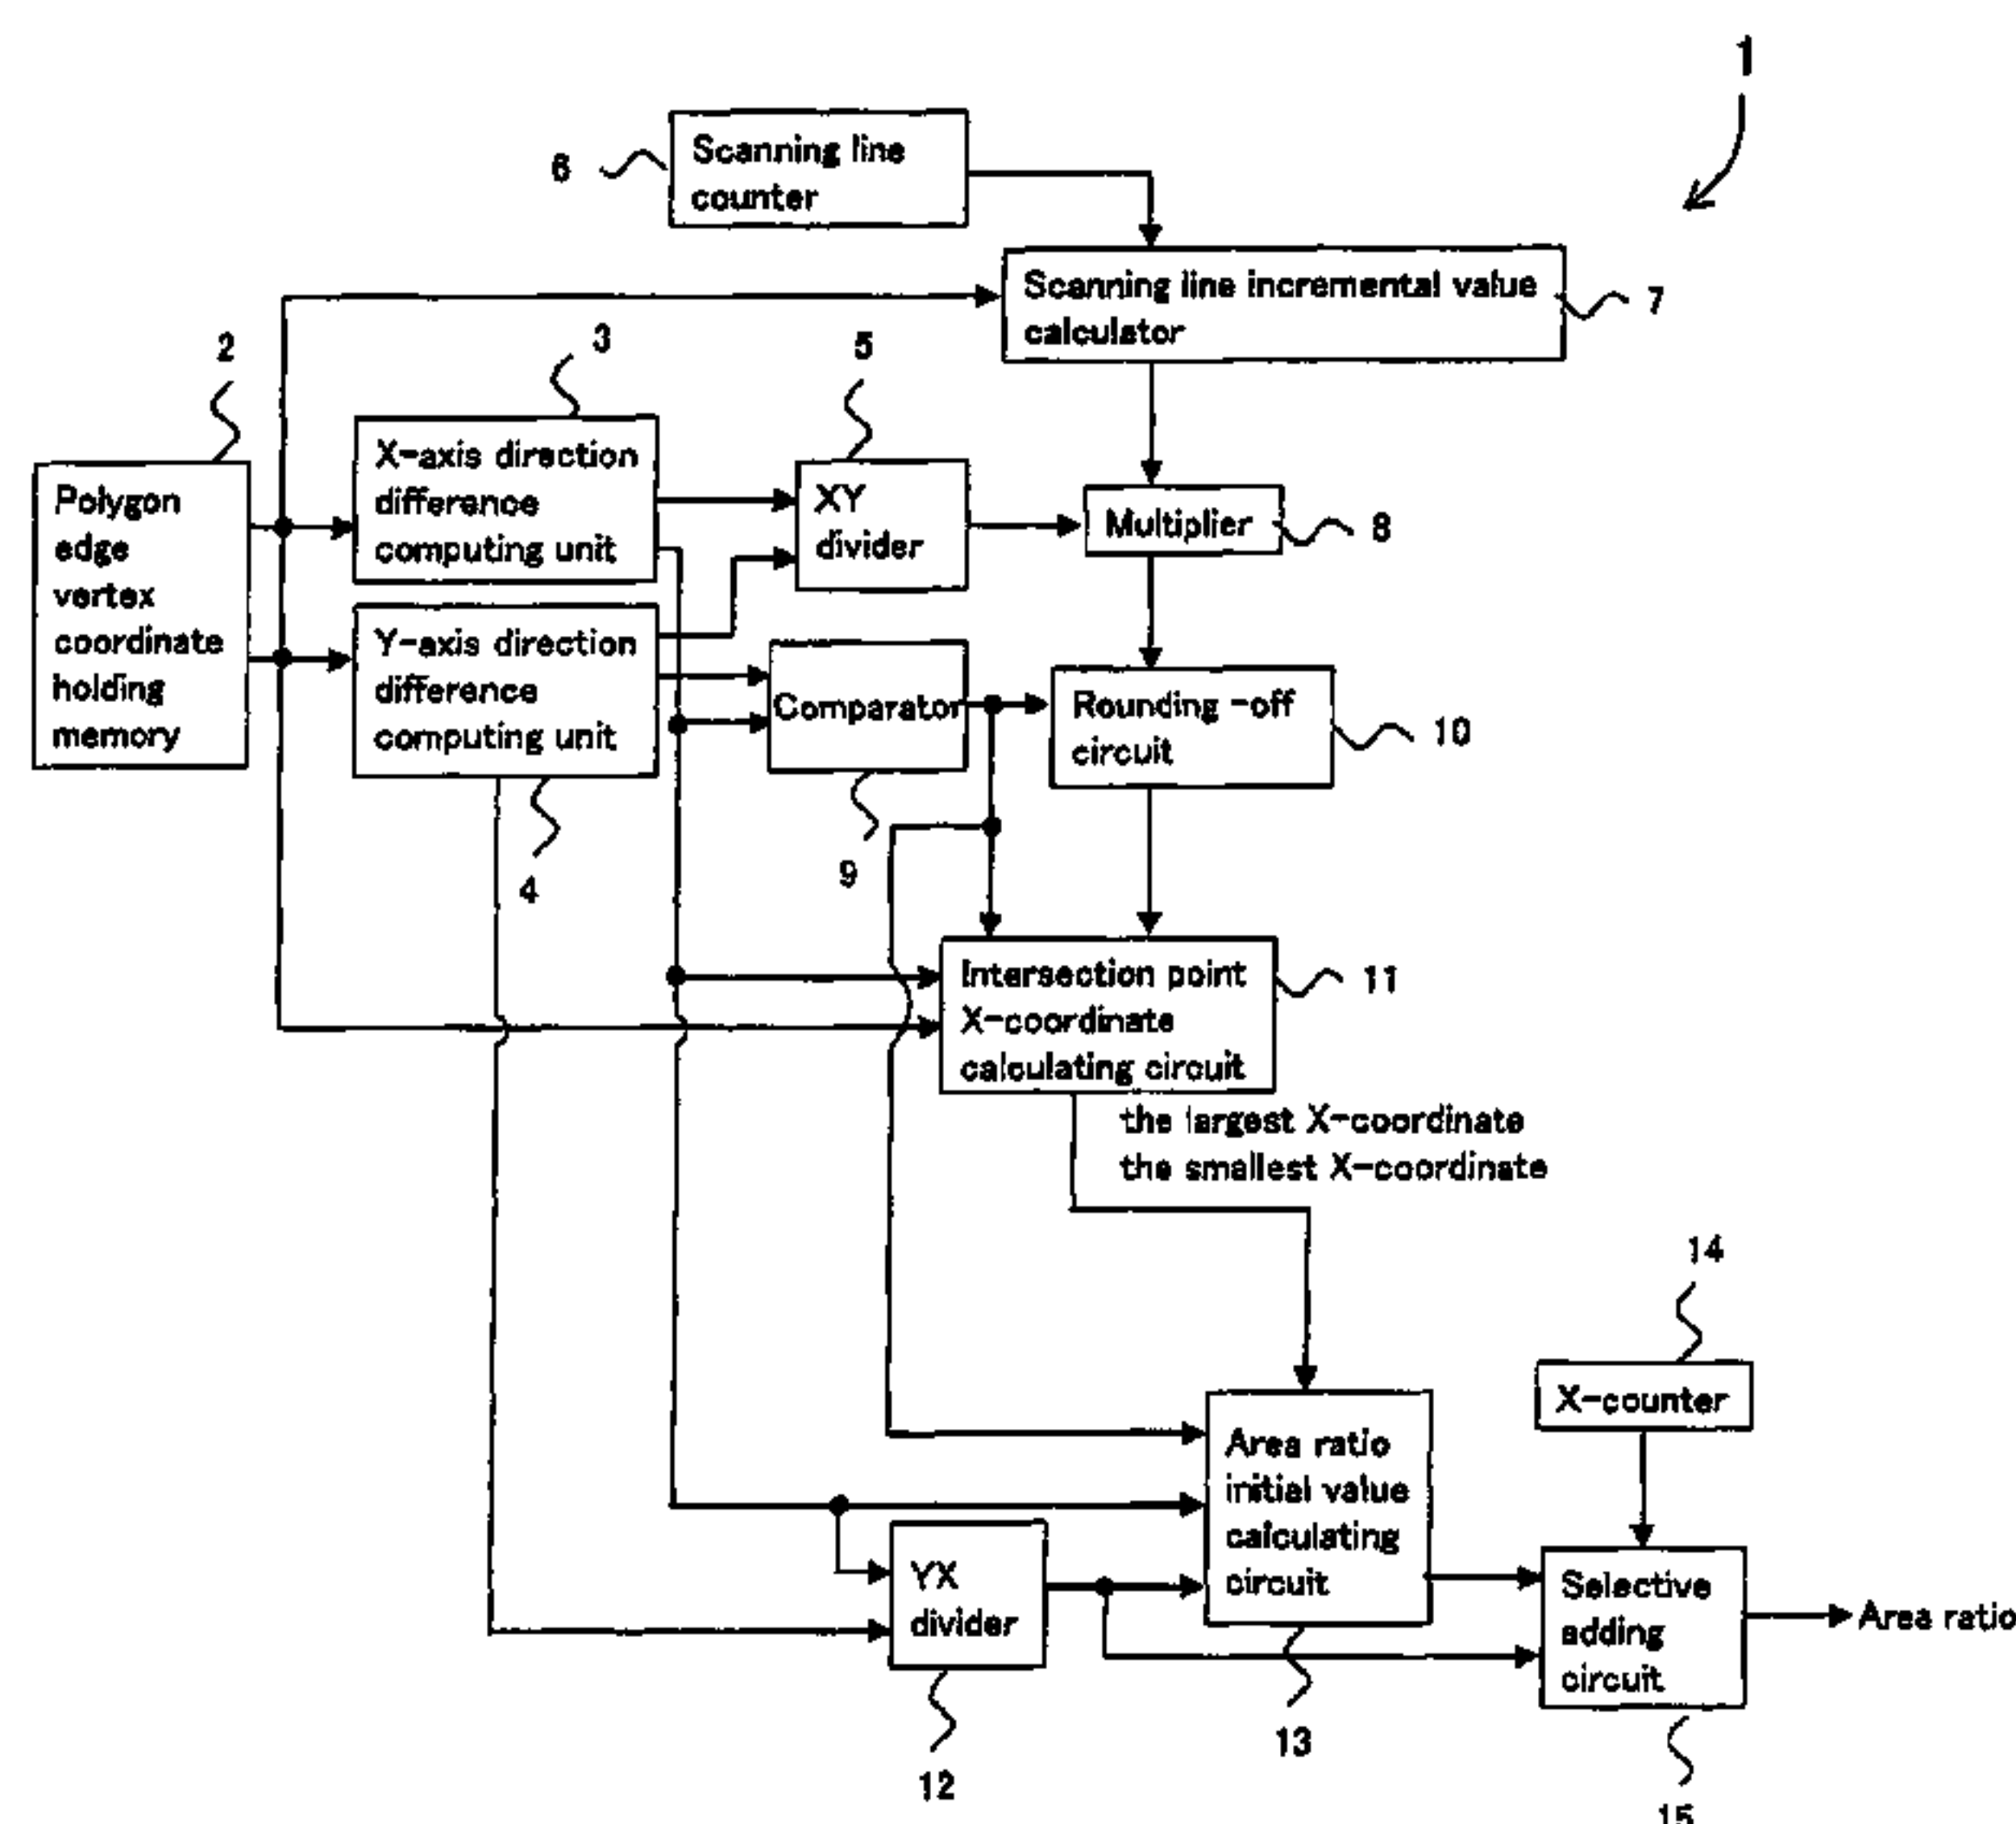 1
6
Scanning line
counter
Scanning line incremental value
calculator
7
2
3
5
Polygon
edge
vertex
coordinate
holding
memory
X-axis direction
difference
computing unit
XY
divider
Multiplier
8
Y-axis direction
difference
computing unit
Comparator
Rounding -off
circuit
10
4
9
Intersection point
X-coordinate
calculating circuit
11
the largest X-coordinate
the smallest X-coordinate
14
X-counter
Area ratio
initial value
calculating
circuit
YX
divider
Selective
adding
circuit
Area ratio
13
12
15